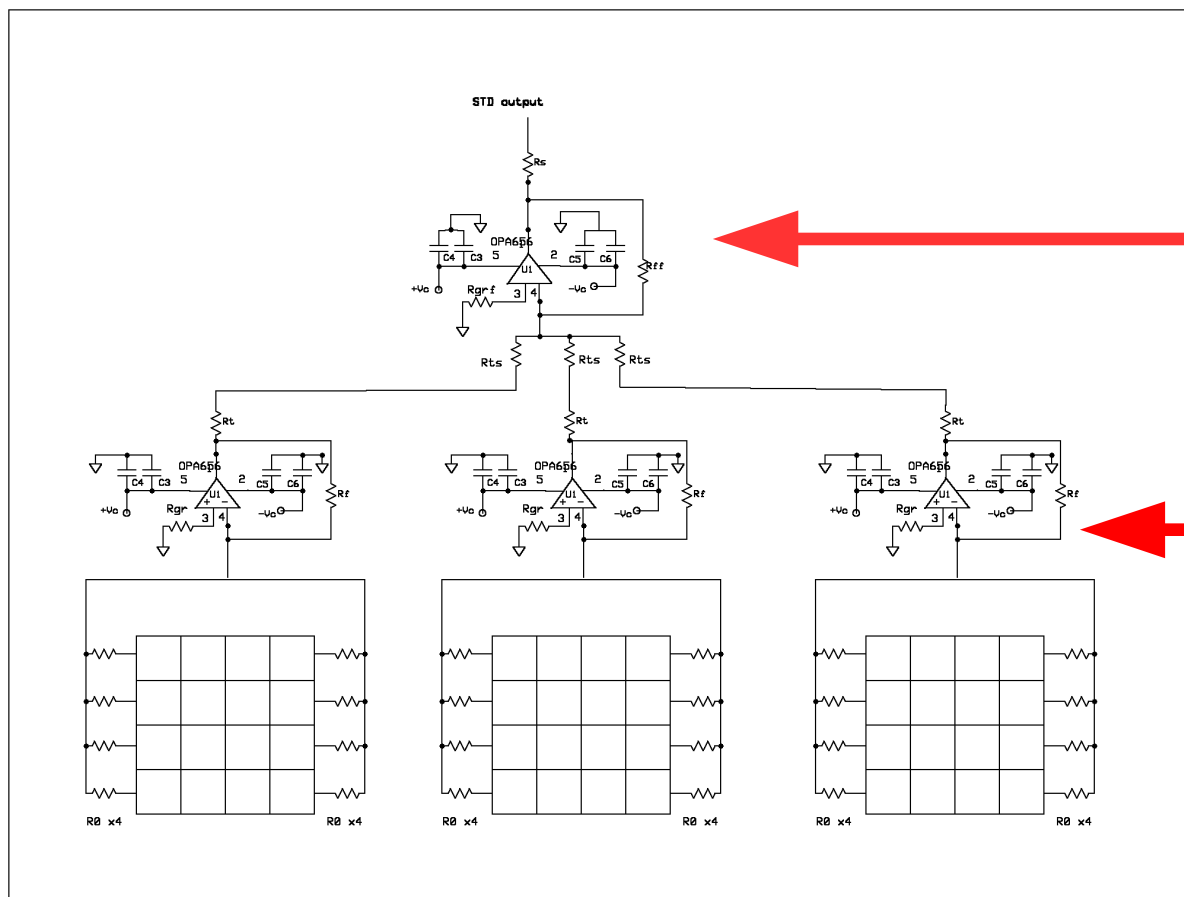 STD output
Rs
OPA656
C4 C3 5 2 C5 C6
U1
Rff
+Vc -Vc
Rgrf 3 4
Rts Rts Rts
Rt Rt Rt
OPA656 OPA656 OPA656
C4 C3 5 2 C5 C6 C4 C3 5 2 C5 C6 C4 C3 5 2 C5 C6
U1 U1 U1
Rf Rf Rf
+ - + - + -
+Vc Rgr -Vc +Vc Rgr -Vc +Vc Rgr -Vc
3 4 3 4 3 4
R0 x4 R0 x4 R0 x4 R0 x4 R0 x4 R0 x4